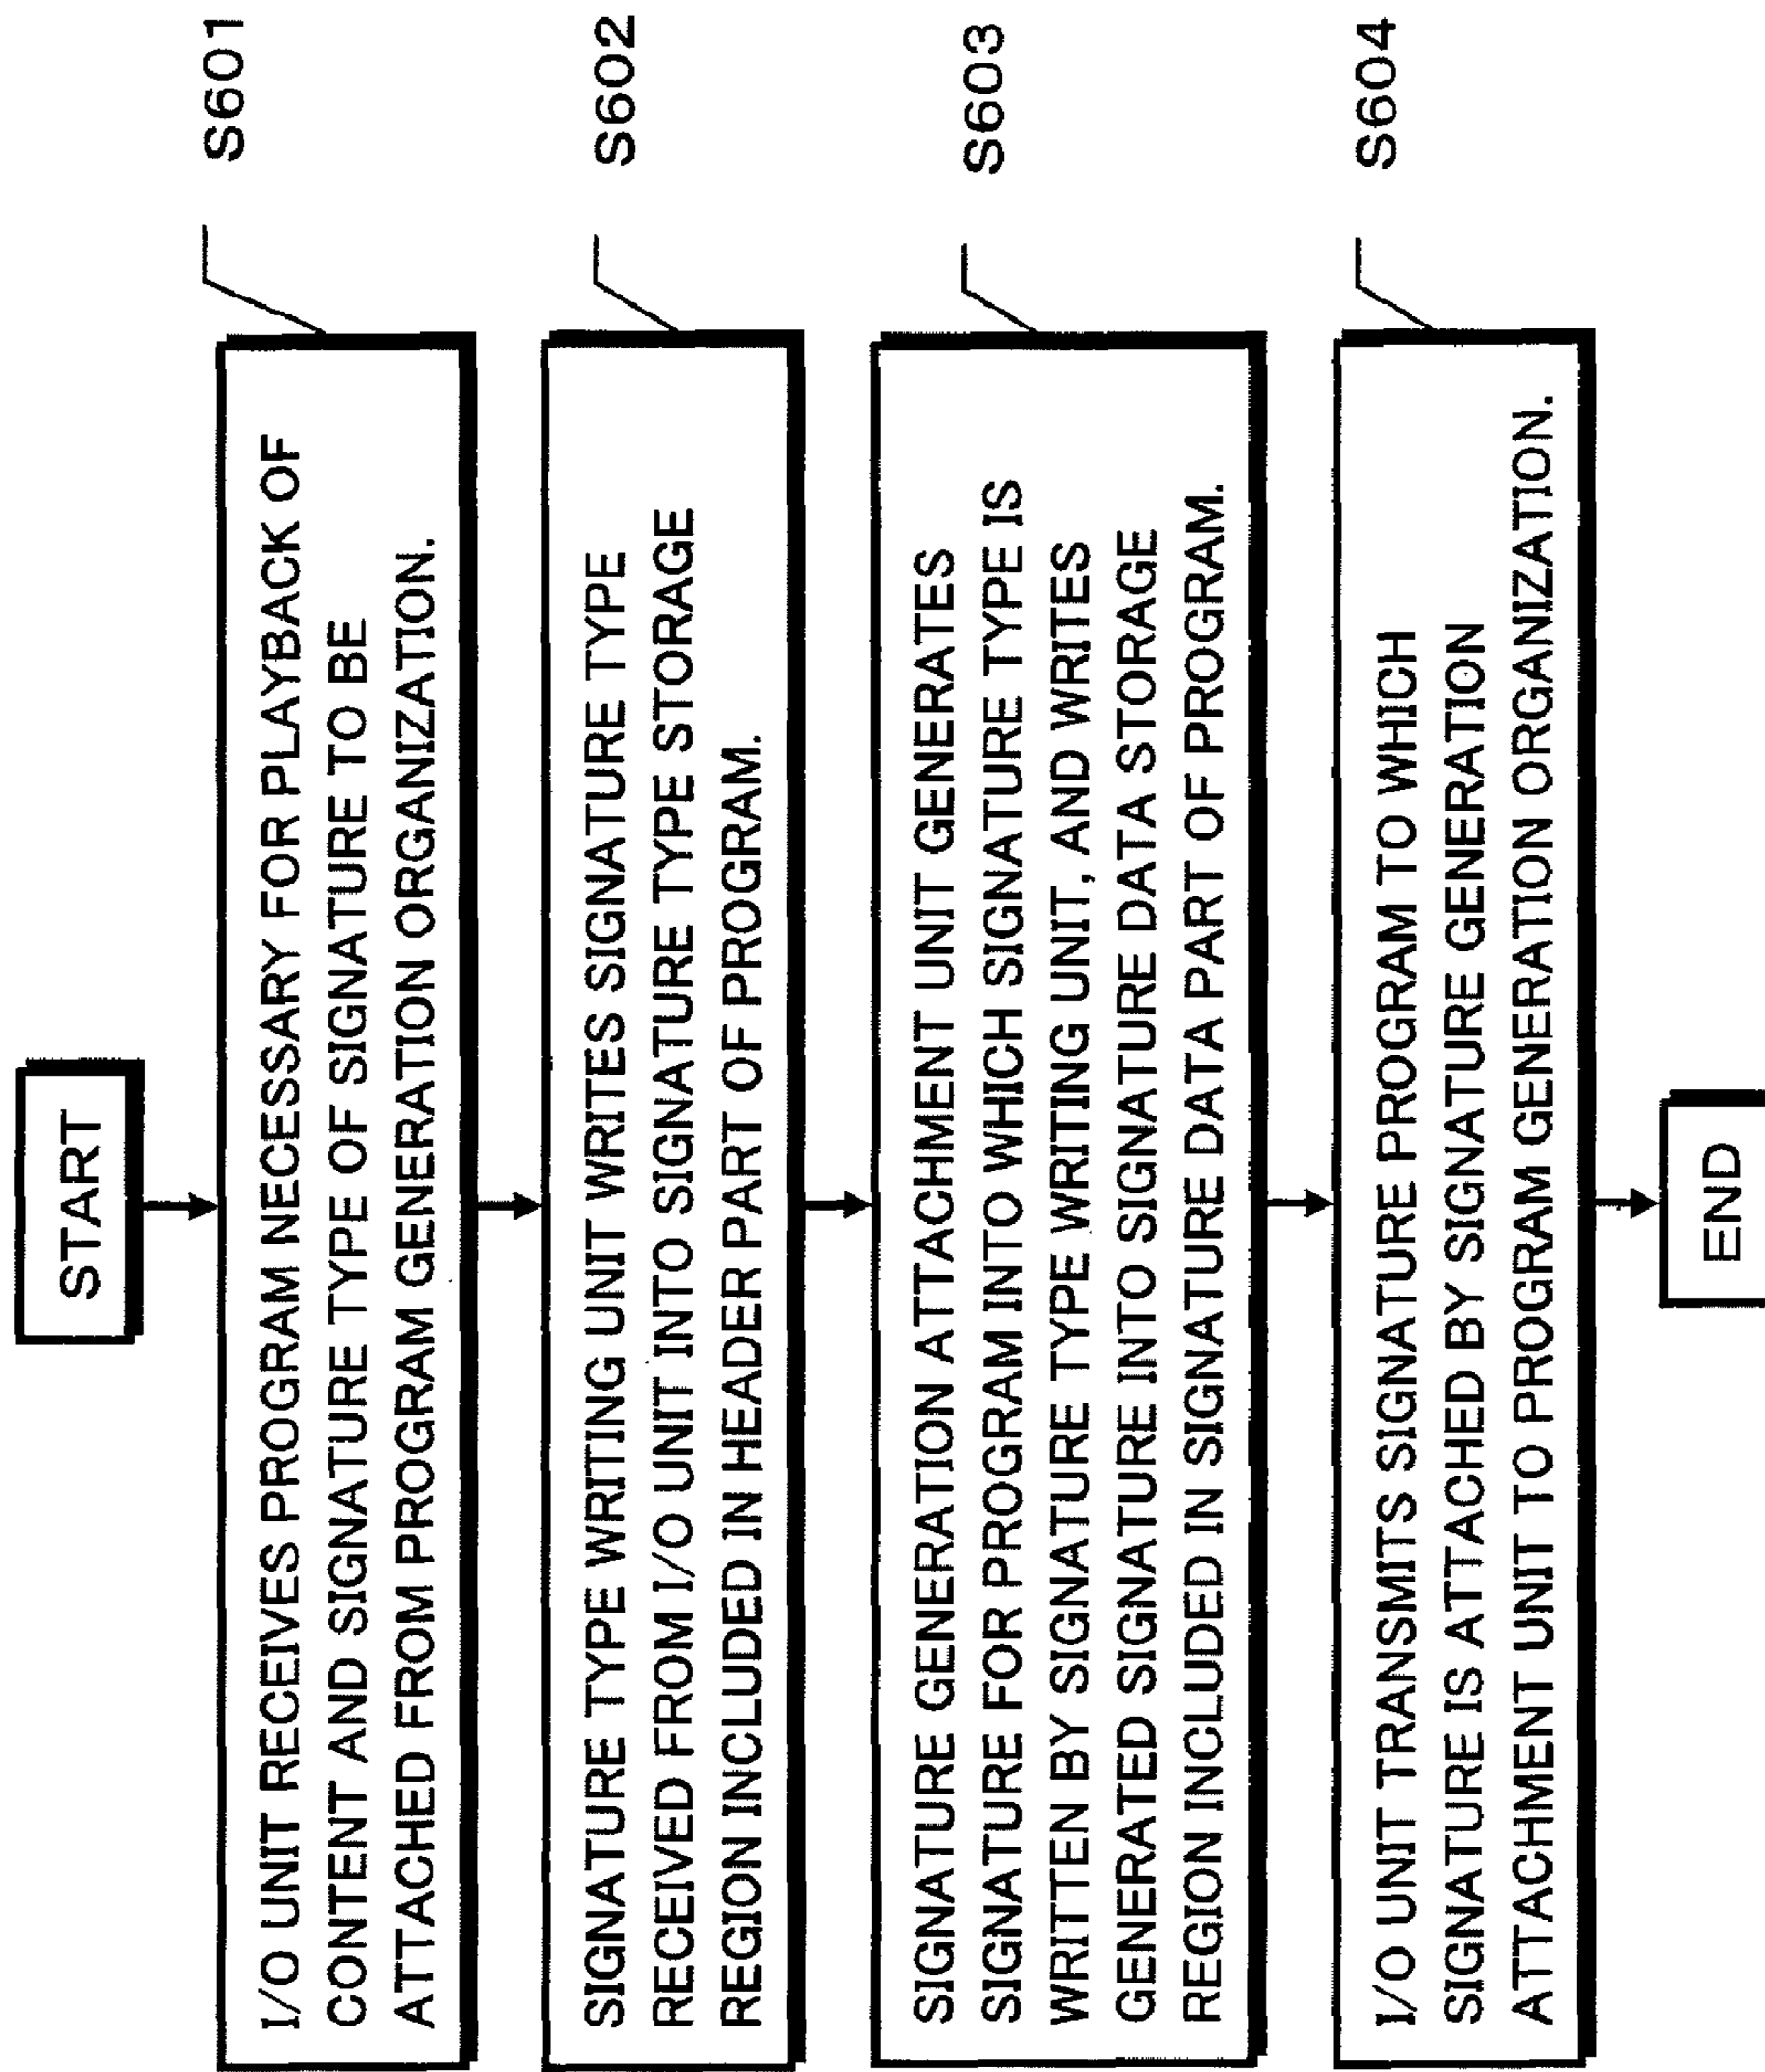 START
I/O UNIT RECEIVES PROGRAM NECESSARY FOR PLAYBACK OF
CONTENT AND SIGNATURE TYPE OF SIGNATURE TO BE
ATTACHED FROM PROGRAM GENERATION ORGANIZATION.
S601
SIGNATURE TYPE WRITING UNIT WRITES SIGNATURE TYPE
RECEIVED FROM I/O UNIT INTO SIGNATURE TYPE STORAGE
REGION INCLUDED IN HEADER PART OF PROGRAM.
S602
SIGNATURE GENERATION ATTACHMENT UNIT GENERATES
SIGNATURE FOR PROGRAM INTO WHICH SIGNATURE TYPE IS
WRITTEN BY SIGNATURE TYPE WRITING UNIT, AND WRITES
GENERATED SIGNATURE INTO SIGNATURE DATA STORAGE
REGION INCLUDED IN SIGNATURE DATA PART OF PROGRAM.
S603
I/O UNIT TRANSMITS SIGNATURE PROGRAM TO WHICH
SIGNATURE IS ATTACHED BY SIGNATURE GENERATION
ATTACHMENT UNIT TO PROGRAM GENERATION ORGANIZATION.
S604
END